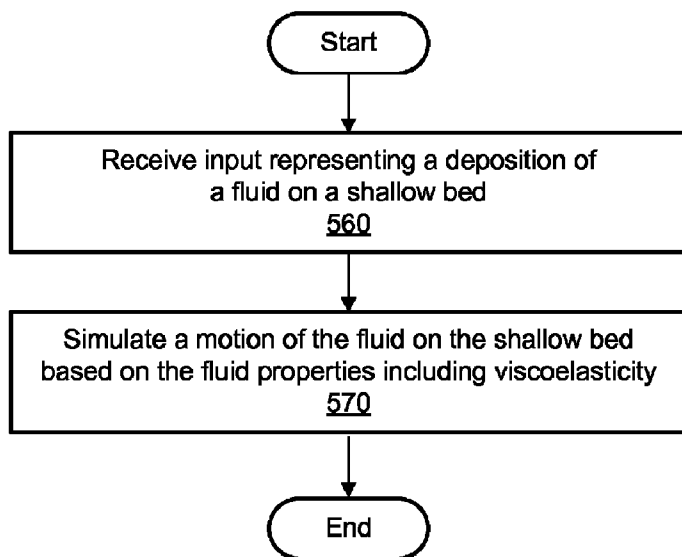 Start
Receive input representing a deposition of
a fluid on a shallow bed
560
Simulate a motion of the fluid on the shallow bed
based on the fluid properties including viscoelasticity
570
End